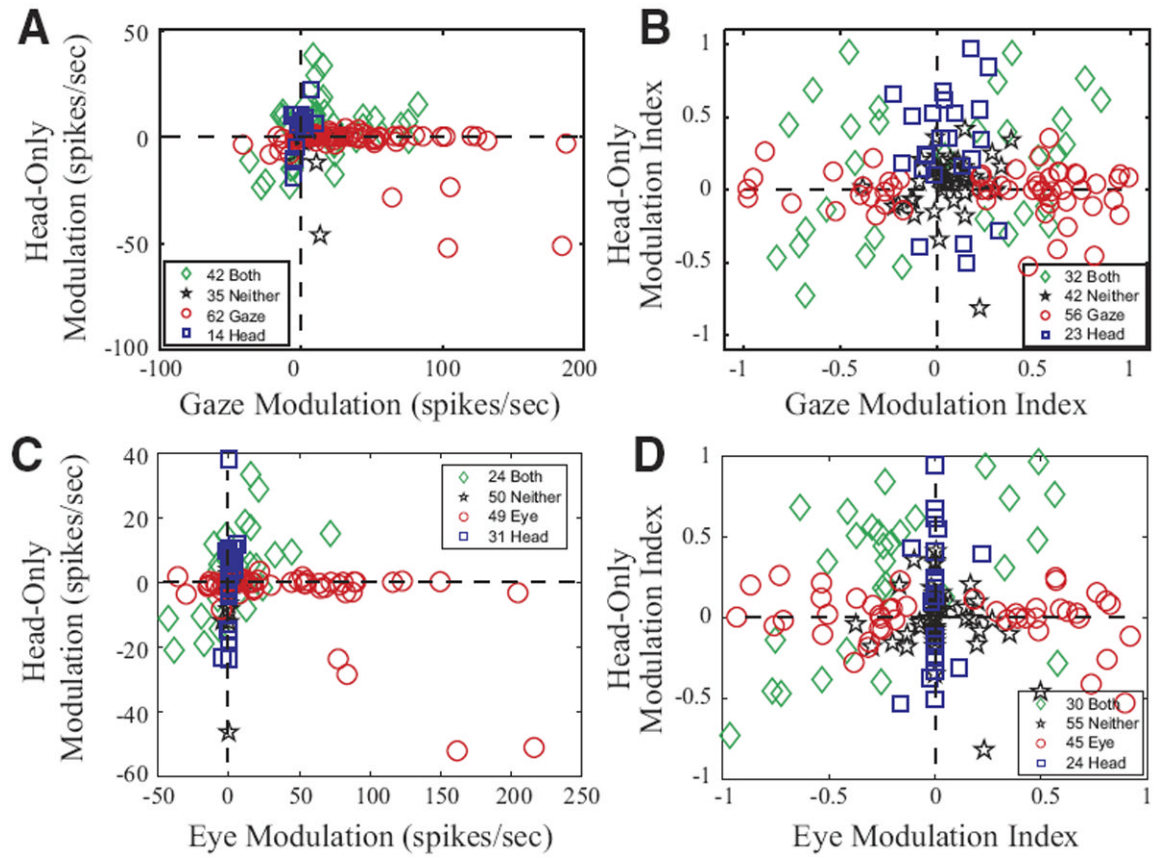 A
Head-Only
Modulation (spikes/sec)
50
0
-50
-100
42 Both
35 Neither
62 Gaze
14 Head
-100
0
100
200
Gaze Modulation (spikes/sec)
B
Head-Only
Modulation Index
1
0.5
0
-0.5
-1
32 Both
42 Neither
56 Gaze
23 Head
-1
-0.5
0
0.5
1
Gaze Modulation Index
C
Head-Only
Modulation (spikes/sec)
40
20
0
-20
-40
-60
24 Both
50 Neither
49 Eye
31 Head
-50
0
50
100
150
200
250
Eye Modulation (spikes/sec)
D
Head-Only
Modulation Index
1
0.5
0
-0.5
-1
30 Both
55 Neither
45 Eye
24 Head
-1
-0.5
0
0.5
1
Eye Modulation Index